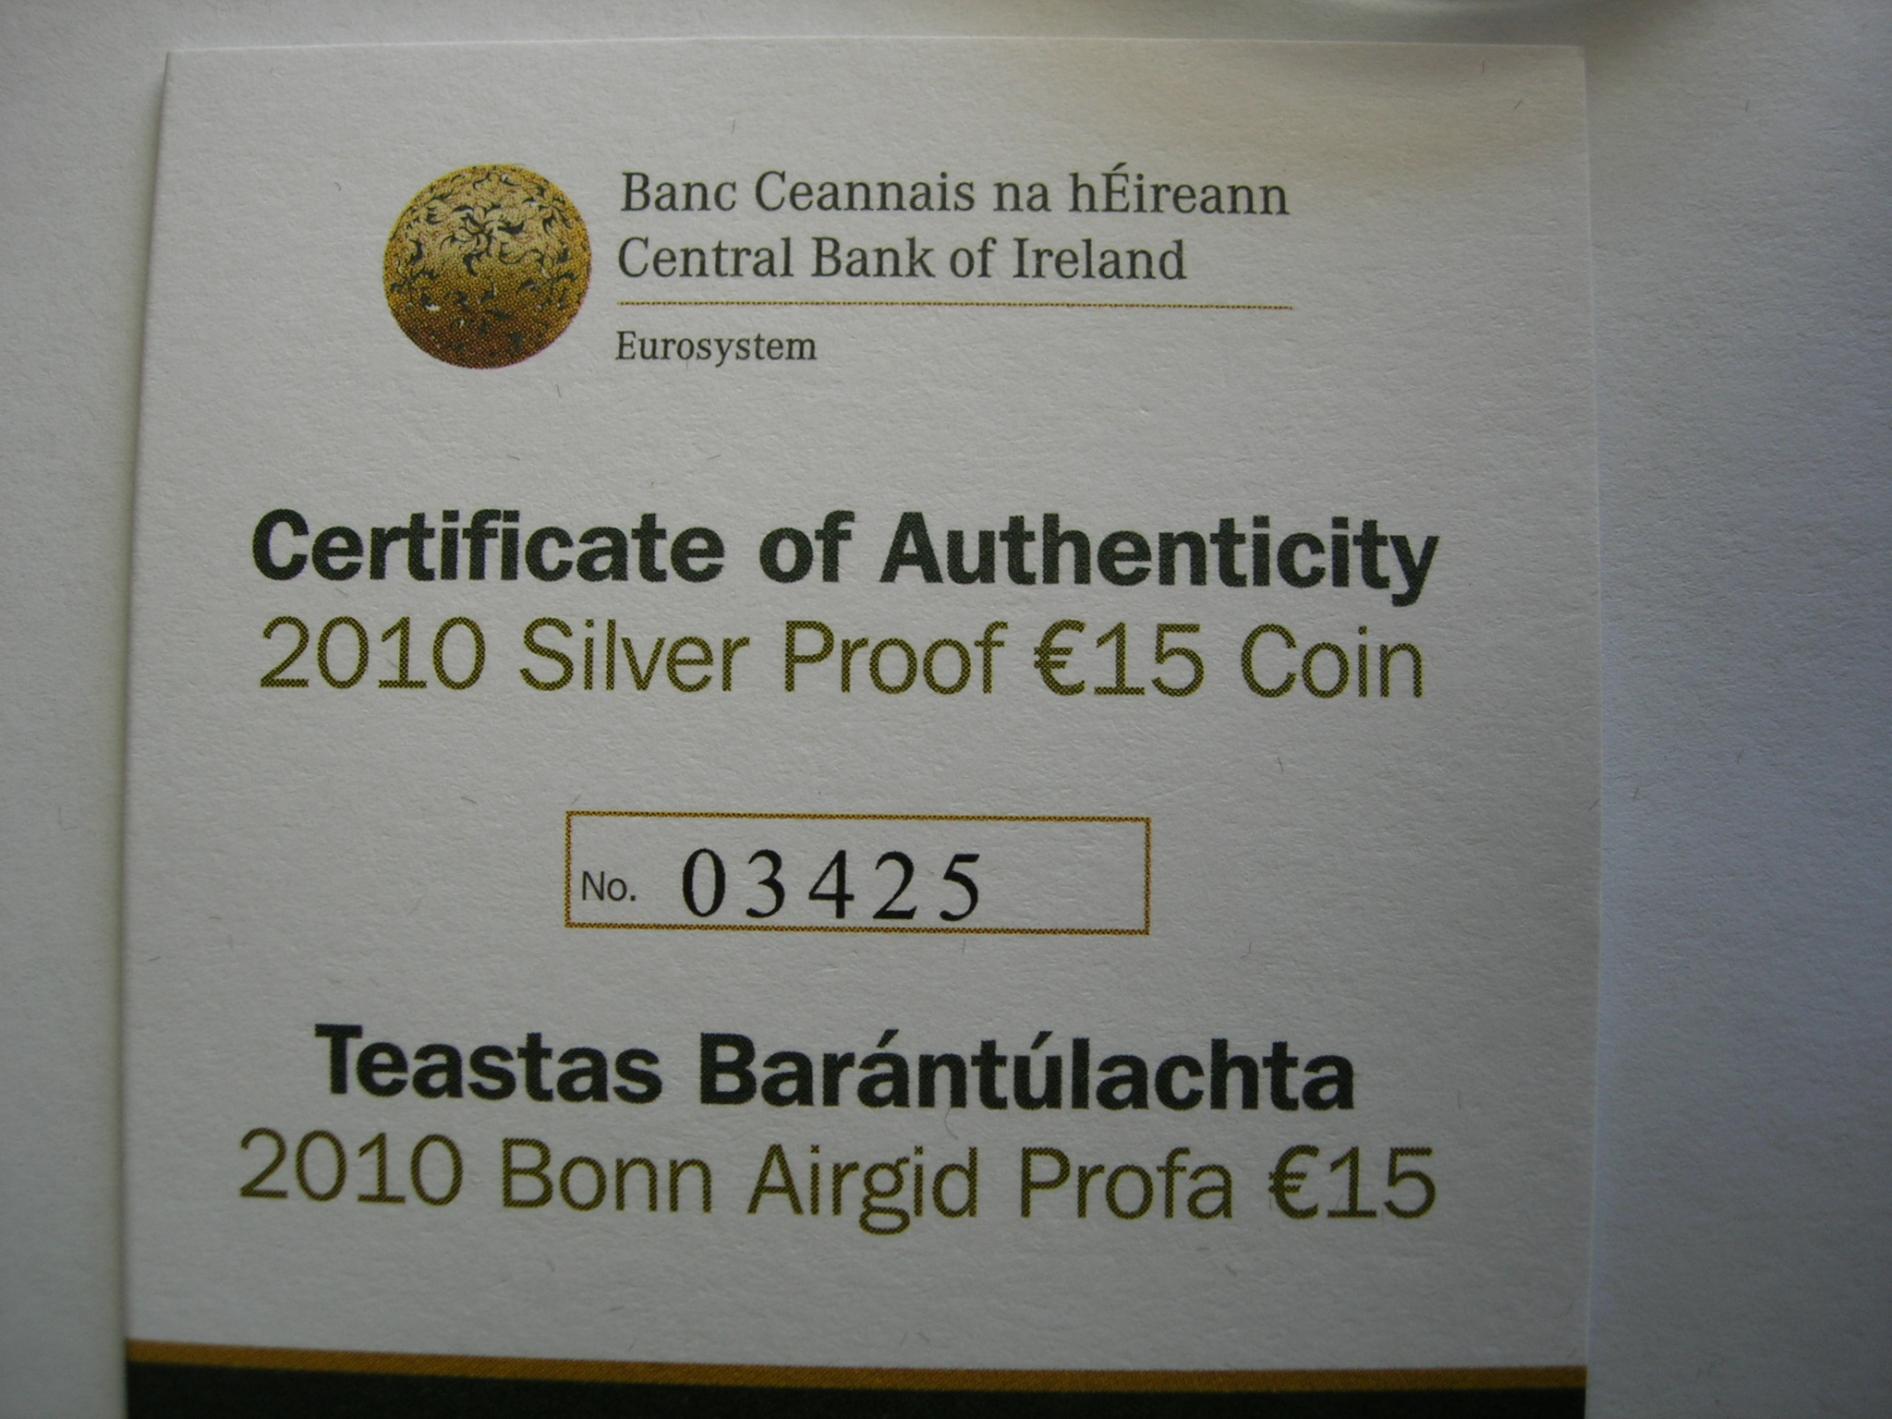 Banc Ceannais na hÉireann
Central Bank of Ireland
Eurosystem
Certificate of Authenticity
2010 Silver Proof €15 Coin
No. 03425
Teastas Barántúlachta
2010 Bonn Airgid Profa €15